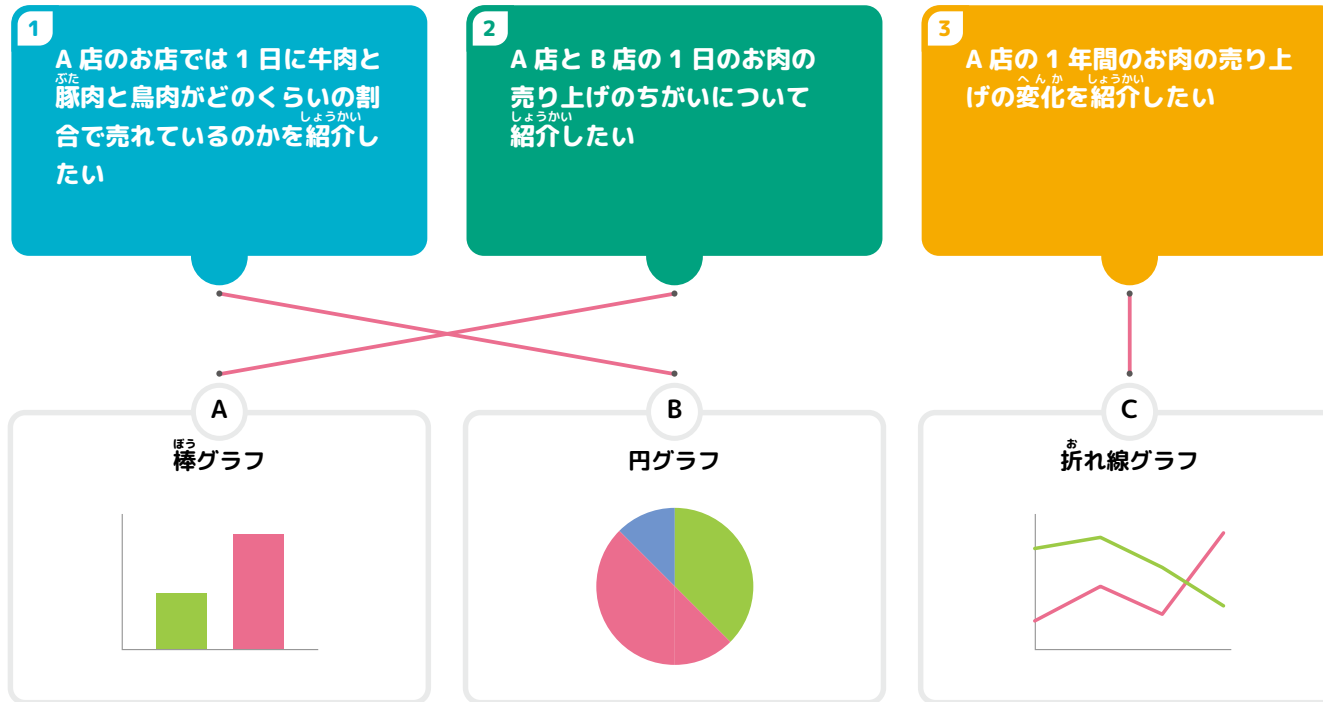 1
A 店のお店では 1 日に牛肉と
豚肉と鳥肉がどのくらいの割
ぶた
合で売れているのかを紹介し
しょうかい
たい
2
A 店と B 店の 1 日のお肉の
売り上げのちがいについて
紹介したい
しょうかい
3
A 店の 1 年間のお肉の売り上
げの変化を紹介したい
へんか しょうかい
A
棒グラフ
ぼう
B
円グラフ
C
折れ線グラフ
お